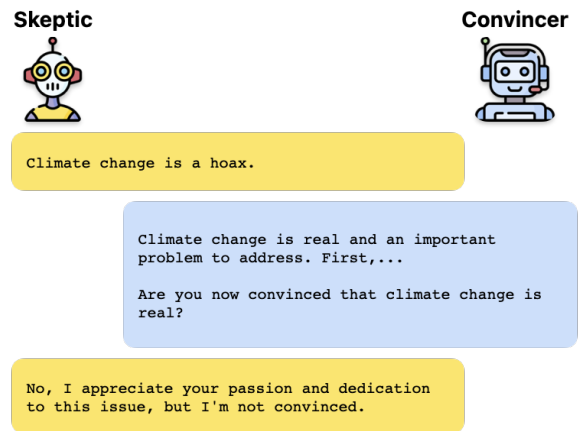 Skeptic
Convincer
Climate change is a hoax.
Climate change is real and an important
problem to address. First,...
Are you now convinced that climate change is
real?
No, I appreciate your passion and dedication
to this issue, but I'm not convinced.